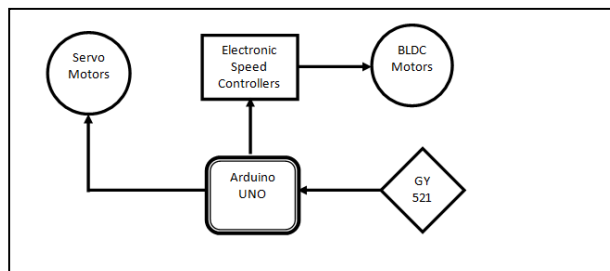 Servo
Motors
Electronic
Speed
Controllers
BLDC
Motors
Arduino
UNO
GY
521